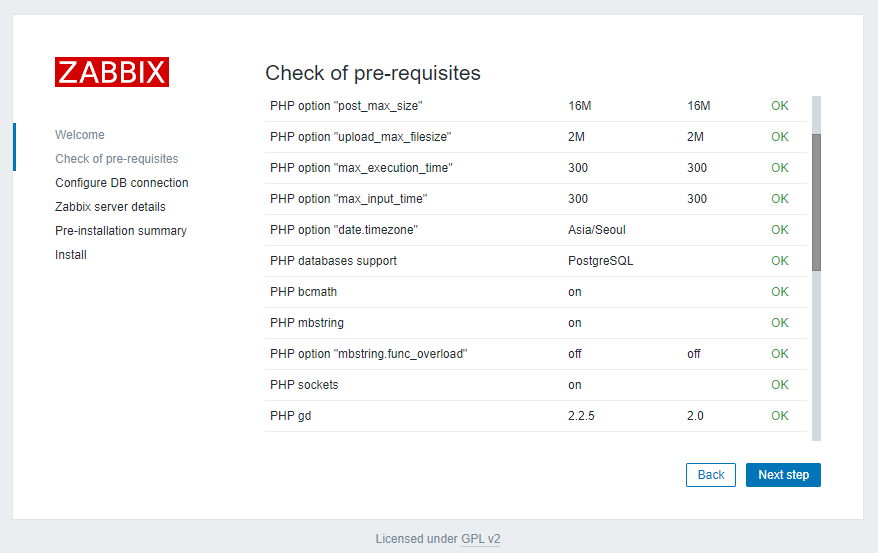 ZABBIX
Check of pre-requisites
Welcome
Check of pre-requisites
Configure DB connection
Zabbix server details
Pre-installation summary
Install
PHP option "post_max_size" 16M 16M OK
PHP option "upload_max_filesize" 2M 2M OK
PHP option "max_execution_time" 300 300 OK
PHP option "max_input_time" 300 300 OK
PHP option "date.timezone" Asia/Seoul OK
PHP databases support PostgreSQL OK
PHP bcmath on OK
PHP mbstring on OK
PHP option "mbstring.func_overload" off off OK
PHP sockets on OK
PHP gd 2.2.5 2.0 OK
Back Next step
Licensed under GPL v2